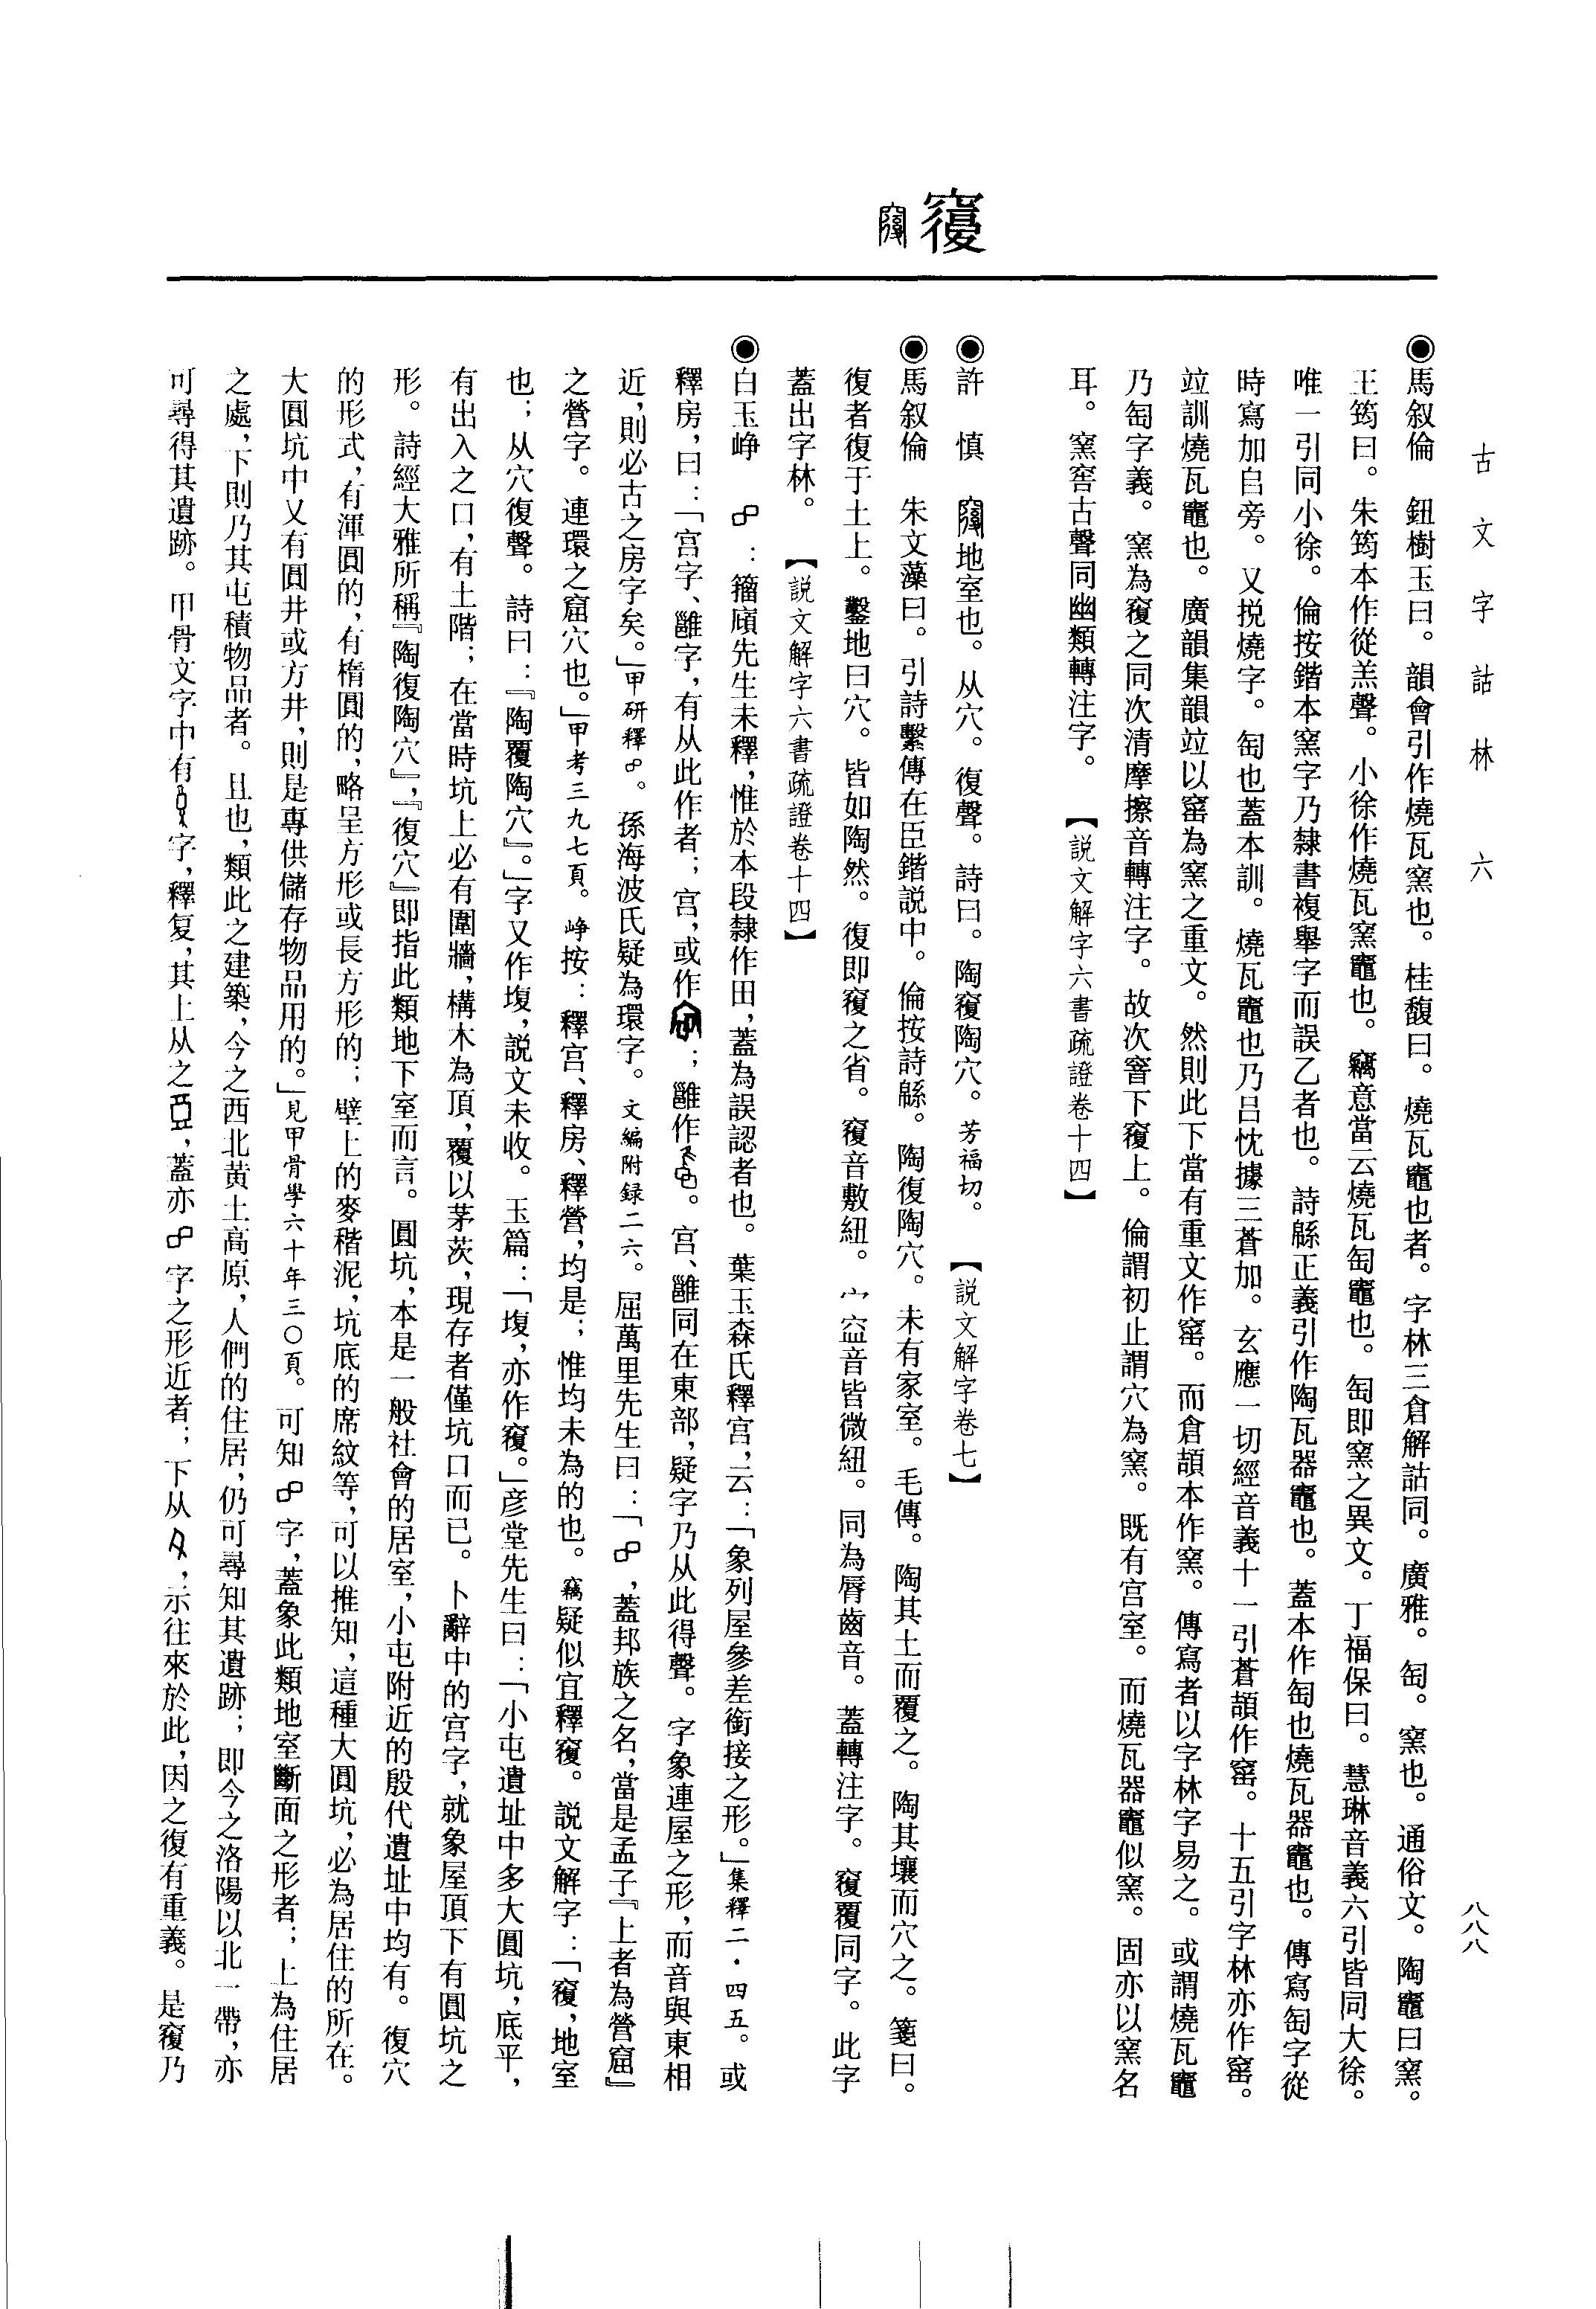 古文字詁林　六
八八八
𥨍
◉馬叙倫　鈕樹玉曰。韻會引作燒瓦窯也。桂馥曰。燒瓦竈也者。字林三倉解詁同。廣雅。匋。窯也。通俗文。陶竈曰窯。
王筠曰。朱筠本作從羔聲。小徐作燒瓦窯竈也。竊意當云燒瓦匋竈也。匋即窯之異文。丁福保曰。慧琳音義六引皆同大徐。
唯一引同小徐。倫按鍇本窯字乃隸書複舉字而誤乙者也。詩緜正義引作陶瓦器竈也。蓋本作匋也燒瓦器竈也。傳寫匋字從
時寫加𠂤旁。又挩燒字。匋也蓋本訓。燒瓦竈也乃呂忱據三蒼加。玄應一切經音義十一引蒼頡作窰。十五引字林亦作窰。
竝訓燒瓦竈也。廣韻集韻竝以窰為窯之重文。然則此下當有重文作窰。而倉頡本作窯。傳寫者以字林字易之。或謂燒瓦竈
乃匋字義。窯為𥨍之同次清摩擦音轉注字。故次窨下𥨍上。倫謂初止謂穴為窯。既有宫室。而燒瓦器竈似窯。固亦以窯名
耳。窯窖古聲同幽類轉注字。【說文解字六書疏證卷十四】
◉許　慎　地室也。从穴。復聲。詩曰。陶𥨍陶穴。芳福切。【説文解字卷七】
◉馬叙倫　朱文藻曰。引詩繫傳在臣鍇説中。倫按詩緜。陶復陶穴。未有家室。毛傳。陶其土而覆之。陶其壤而穴之。箋曰。
復者復于土上。鑿地曰穴。皆如陶然。復即𥨍之省。𥨍音敷紐。宀𥥍音皆微紐。同為脣齒音。蓋轉注字。𥨍覆同字。此字
蓋出字林。【説文解字六書疏證卷十四】
◉白玉崢　：籀廎先生未釋，惟於本段隸作田，蓋為誤認者也。葉玉森氏釋宫，云：「象列屋參差銜接之形。」集釋二・四五。或
釋房，曰：「宫字、雝字，有从此作者；宫，或作；雝作。宫、雝同在東部，疑字乃从此得聲。字象連屋之形，而音與東相
近，則必古之房字矣。」甲研釋。孫海波氏疑為環字。文編附録二六。屈萬里先生曰：「，蓋邦族之名，當是孟子『上者為營窟』
之營字。連環之窟穴也。」甲考三九七頁。崢按：釋宫、釋房、釋營，均是；惟均未為的也。竊疑似宜釋𥨍。説文解字：「𥨍，地室
也；从穴復聲。詩曰：『陶覆陶穴』。」字又作㙏，説文未收。玉篇：「㙏，亦作𥨍。」彦堂先生曰：「小屯遺址中多大圓坑，底平，
有出入之口，有土階；在當時坑上必有圍牆，構木為頂，覆以茅茨，現存者僅坑口而已。卜辭中的宫字，就象屋頂下有圓坑之
形。詩經大雅所稱『陶復陶穴』，『復穴』即指此類地下室而言。圓坑，本是一般社會的居室，小屯附近的殷代遺址中均有。復穴
的形式，有渾圓的，有橢圓的，略呈方形或長方形的；壁上的麥稭泥，坑底的席紋等，可以推知，這種大圓坑，必為居住的所在。
大圓坑中又有圓井或方井，則是專供儲存物品用的。」見甲骨學六十年三〇頁。可知字，蓋象此類地室斷面之形者；上為住居
之處，下則乃其屯積物品者。且也，類此之建築，今之西北黄土高原，人們的住居，仍可尋知其遺跡；即今之洛陽以北一帶，亦
可尋得其遺跡。甲骨文字中有字，釋复，其上从之，蓋亦字之形近者；下从，示往來於此，因之復有重義。是𥨍乃